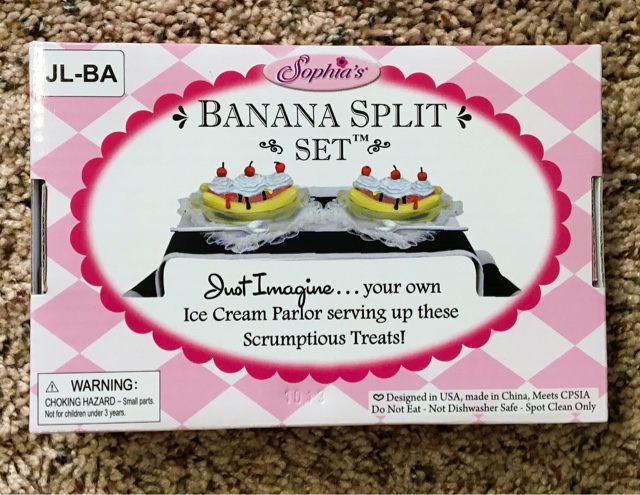 JL-BA
Sophia's®
BANANA SPLIT
SET™
Just Imagine... your own
Ice Cream Parlor serving up these
Scrumptious Treats!
WARNING:
CHOKING HAZARD – Small parts.
Not for children under 3 years.
1013
Designed in USA, made in China, Meets CPSIA
Do Not Eat - Not Dishwasher Safe - Spot Clean Only